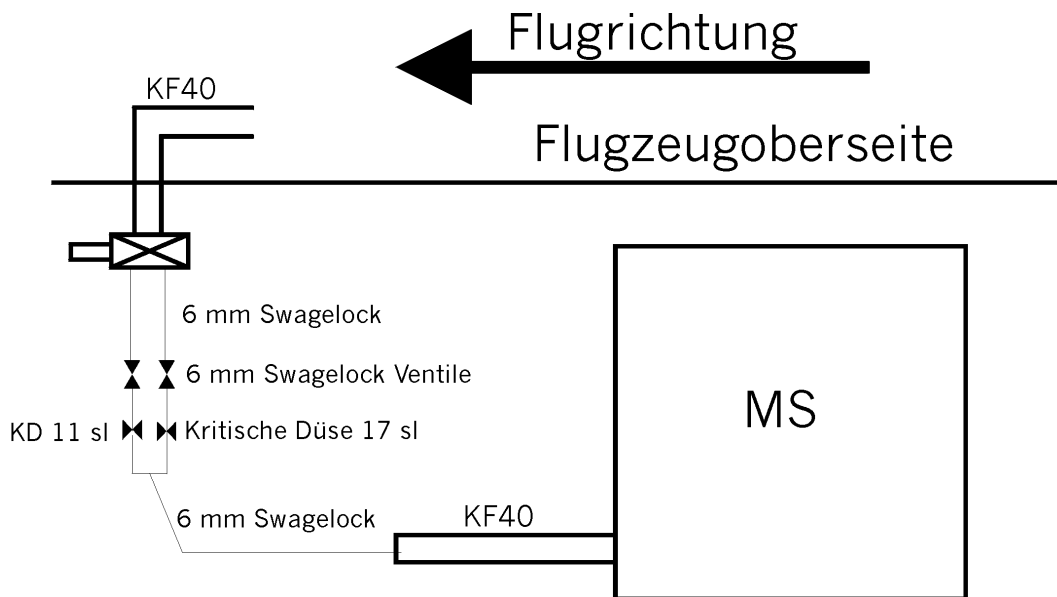 Flugrichtung
KF40
Flugzeugoberseite
6 mm Swagelock
6 mm Swagelock Ventile
KD 11 sl
Kritische Düse 17 sl
MS
6 mm Swagelock
KF40